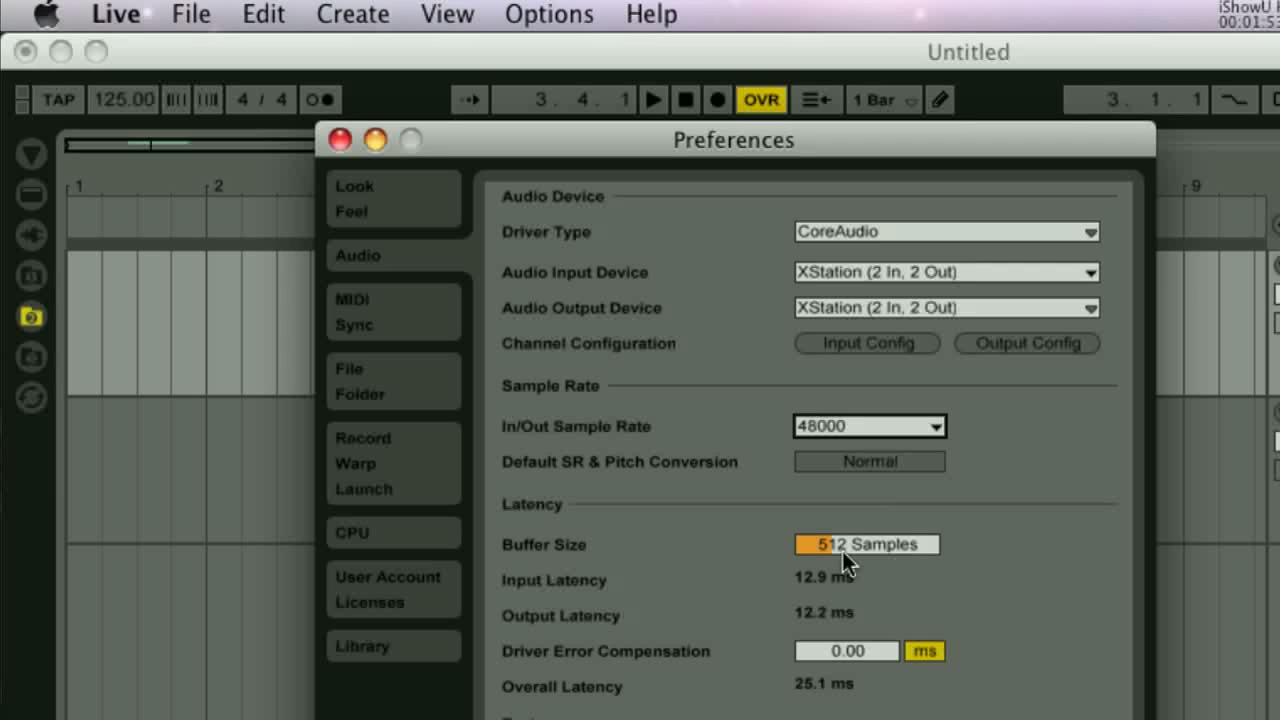 Live File Edit Create View Options Help
iShowU
00:01:53
Untitled
TAP 125.00 4 / 4 3. 4. 1 OVR 1 Bar 3. 1. 1
Preferences
1 2 9
Look
Feel
Audio
MIDI
Sync
File
Folder
Record
Warp
Launch
CPU
User Account
Licenses
Library
Audio Device
Driver Type CoreAudio
Audio Input Device XStation (2 In, 2 Out)
Audio Output Device XStation (2 In, 2 Out)
Channel Configuration Input Config Output Config
Sample Rate
In/Out Sample Rate 48000
Default SR & Pitch Conversion Normal
Latency
Buffer Size 512 Samples
Input Latency 12.9 ms
Output Latency 12.2 ms
Driver Error Compensation 0.00 ms
Overall Latency 25.1 ms